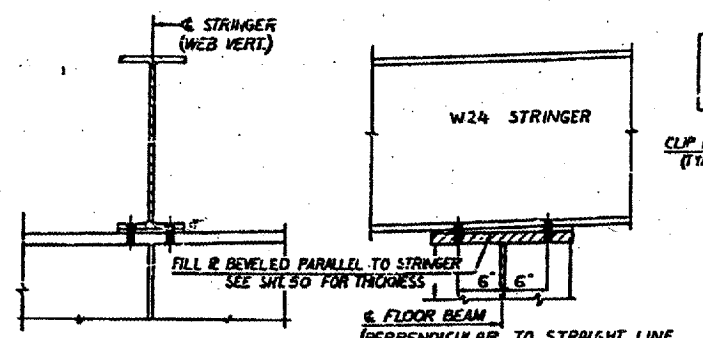 ℄ STRINGER
(WEB VERT.)
W24 STRINGER
CLIP
FILL ℞ BEVELED PARALLEL TO STRINGER
SEE SHT. 50 FOR THICKNESS
6" 6"
℄ FLOOR BEAM
(PERPENDICULAR TO STRAIGHT LINE